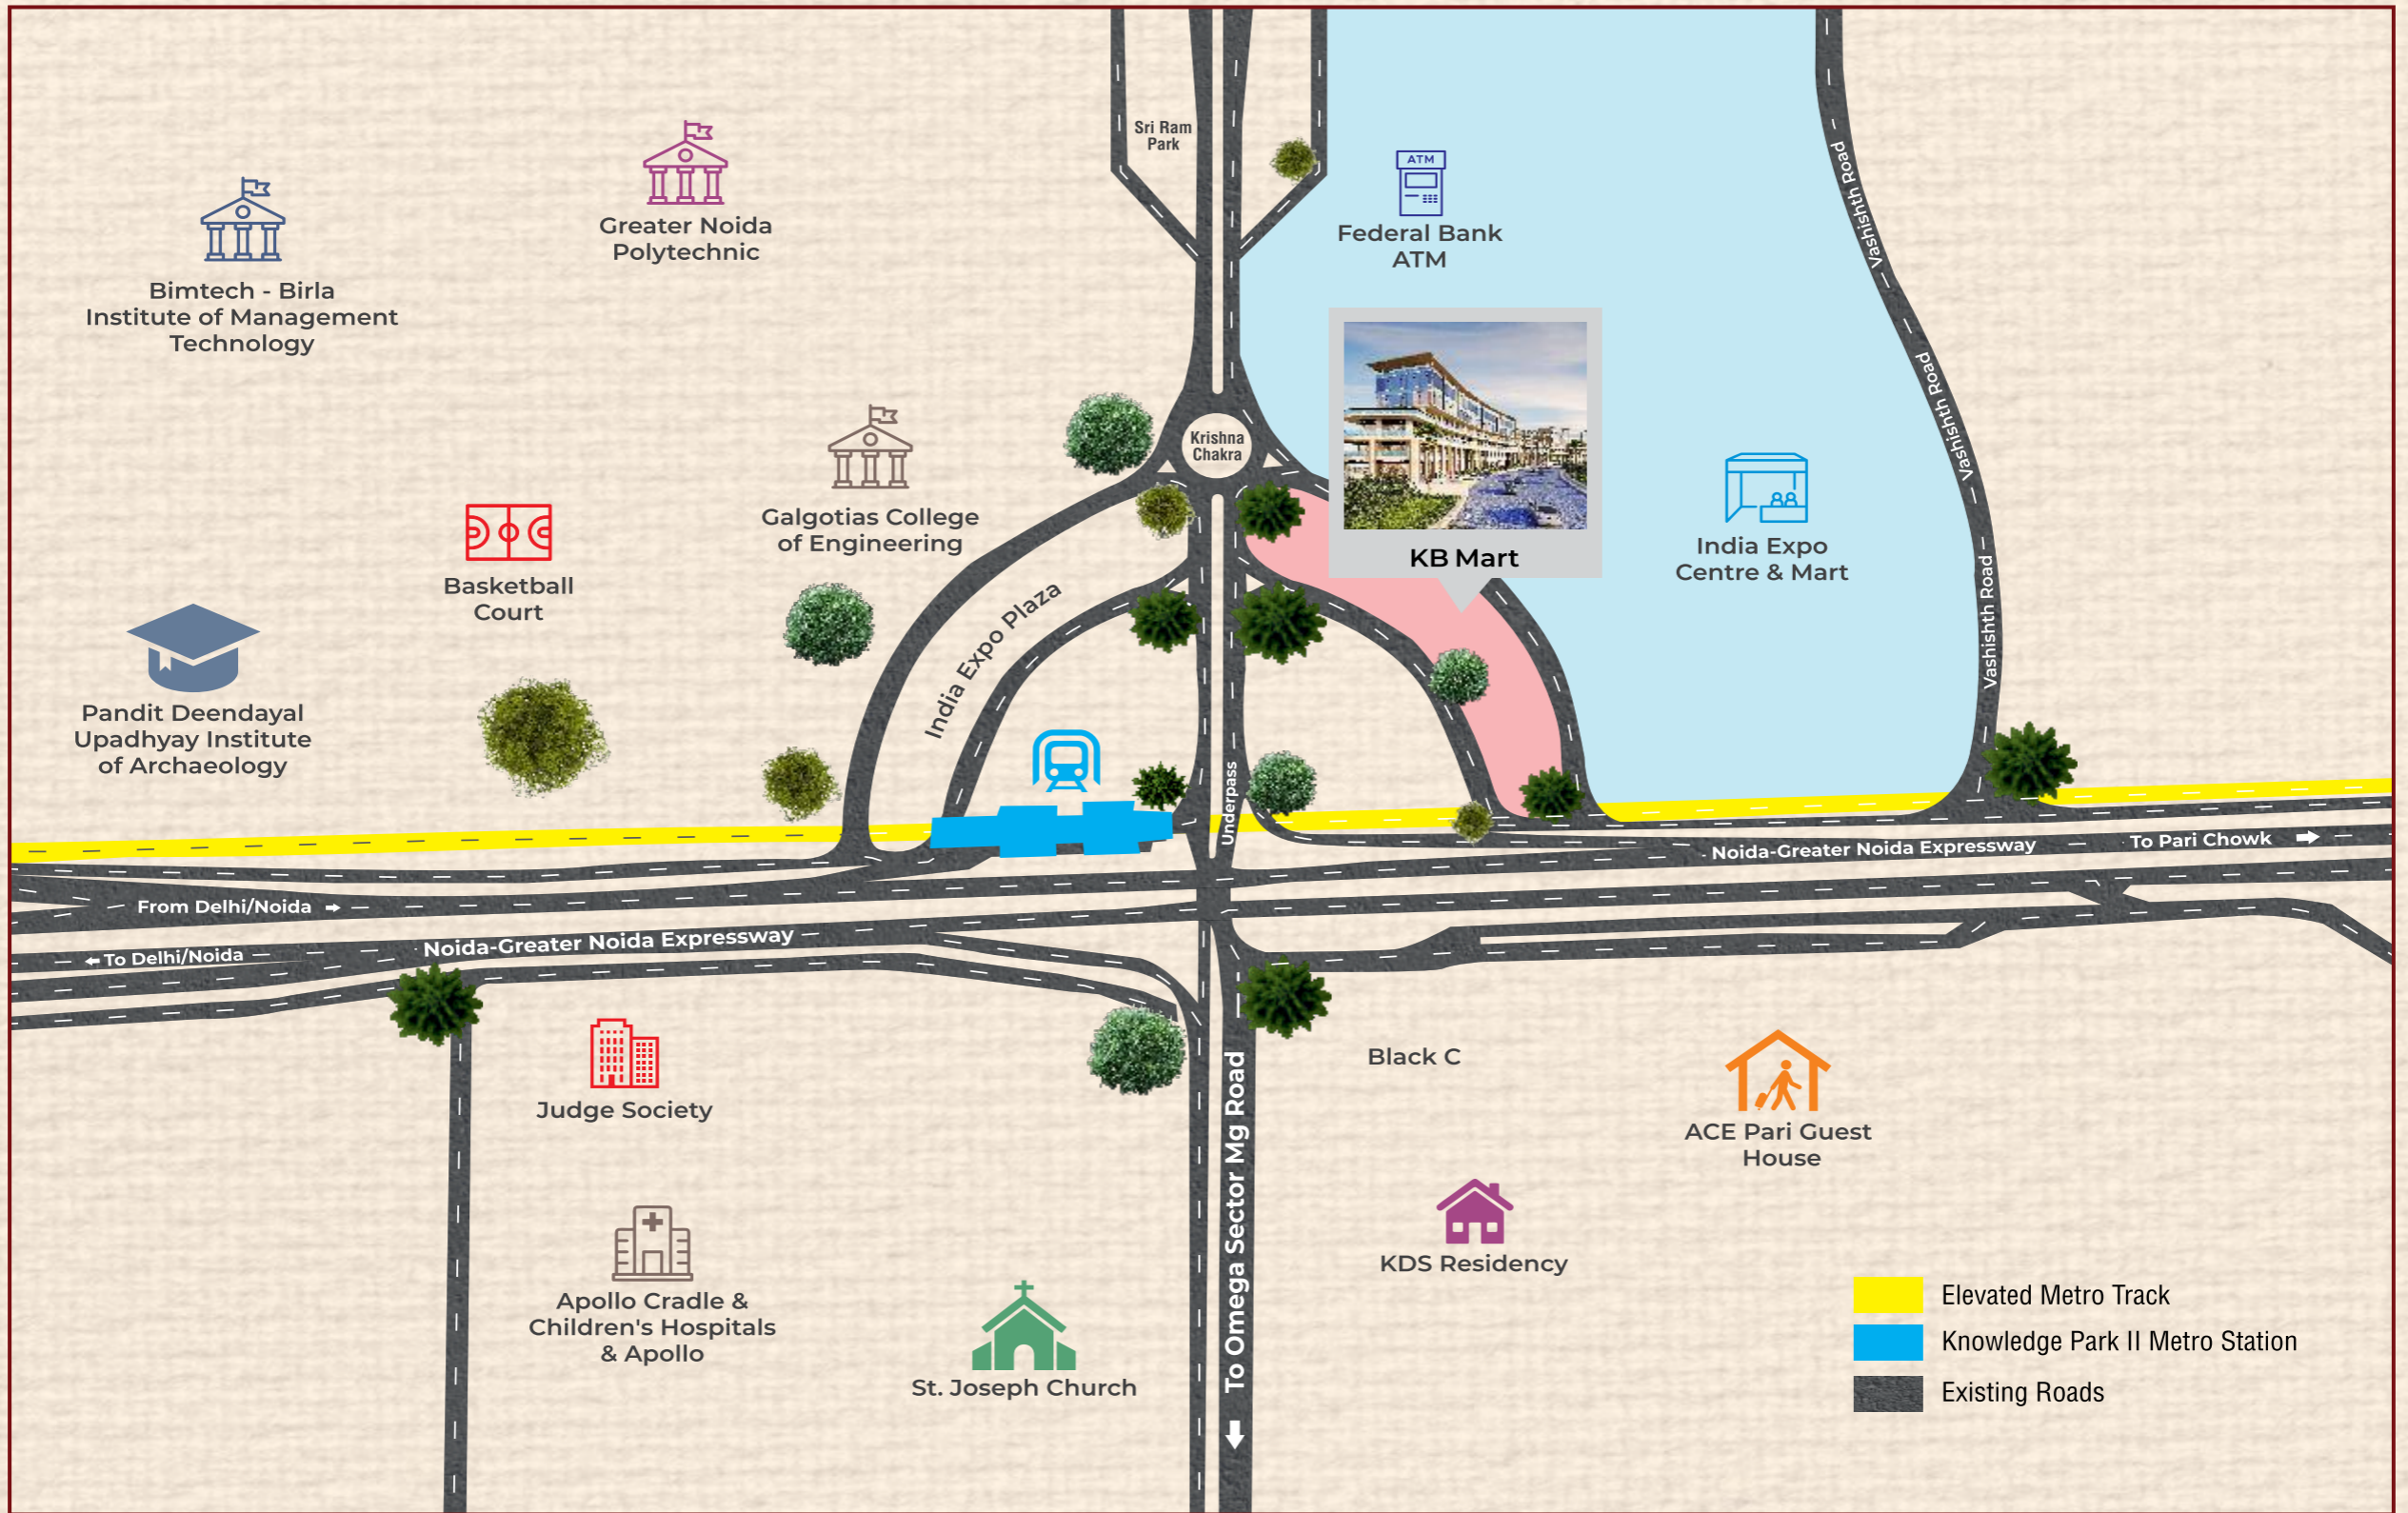 Sri Ram
Park
ATM
Federal Bank
ATM
Greater Noida
Polytechnic
Bimtech - Birla
Institute of Management
Technology
Vashishth Road
Vashishth Road
Vashishth Road
Vashishth Road
Vashishth Road
Krishna
Chakra
Galgotias College
of Engineering
KB Mart
India Expo
Centre & Mart
Basketball
Court
India Expo Plaza
Pandit Deendayal
Upadhyay Institute
of Archaeology
Underpass
Noida-Greater Noida Expressway
To Pari Chowk
From Delhi/Noida
To Delhi/Noida
Noida-Greater Noida Expressway
Black C
Judge Society
To Omega Sector Mg Road
ACE Pari Guest
House
KDS Residency
Apollo Cradle &
Children's Hospitals
& Apollo
St. Joseph Church
Elevated Metro Track
Knowledge Park II Metro Station
Existing Roads